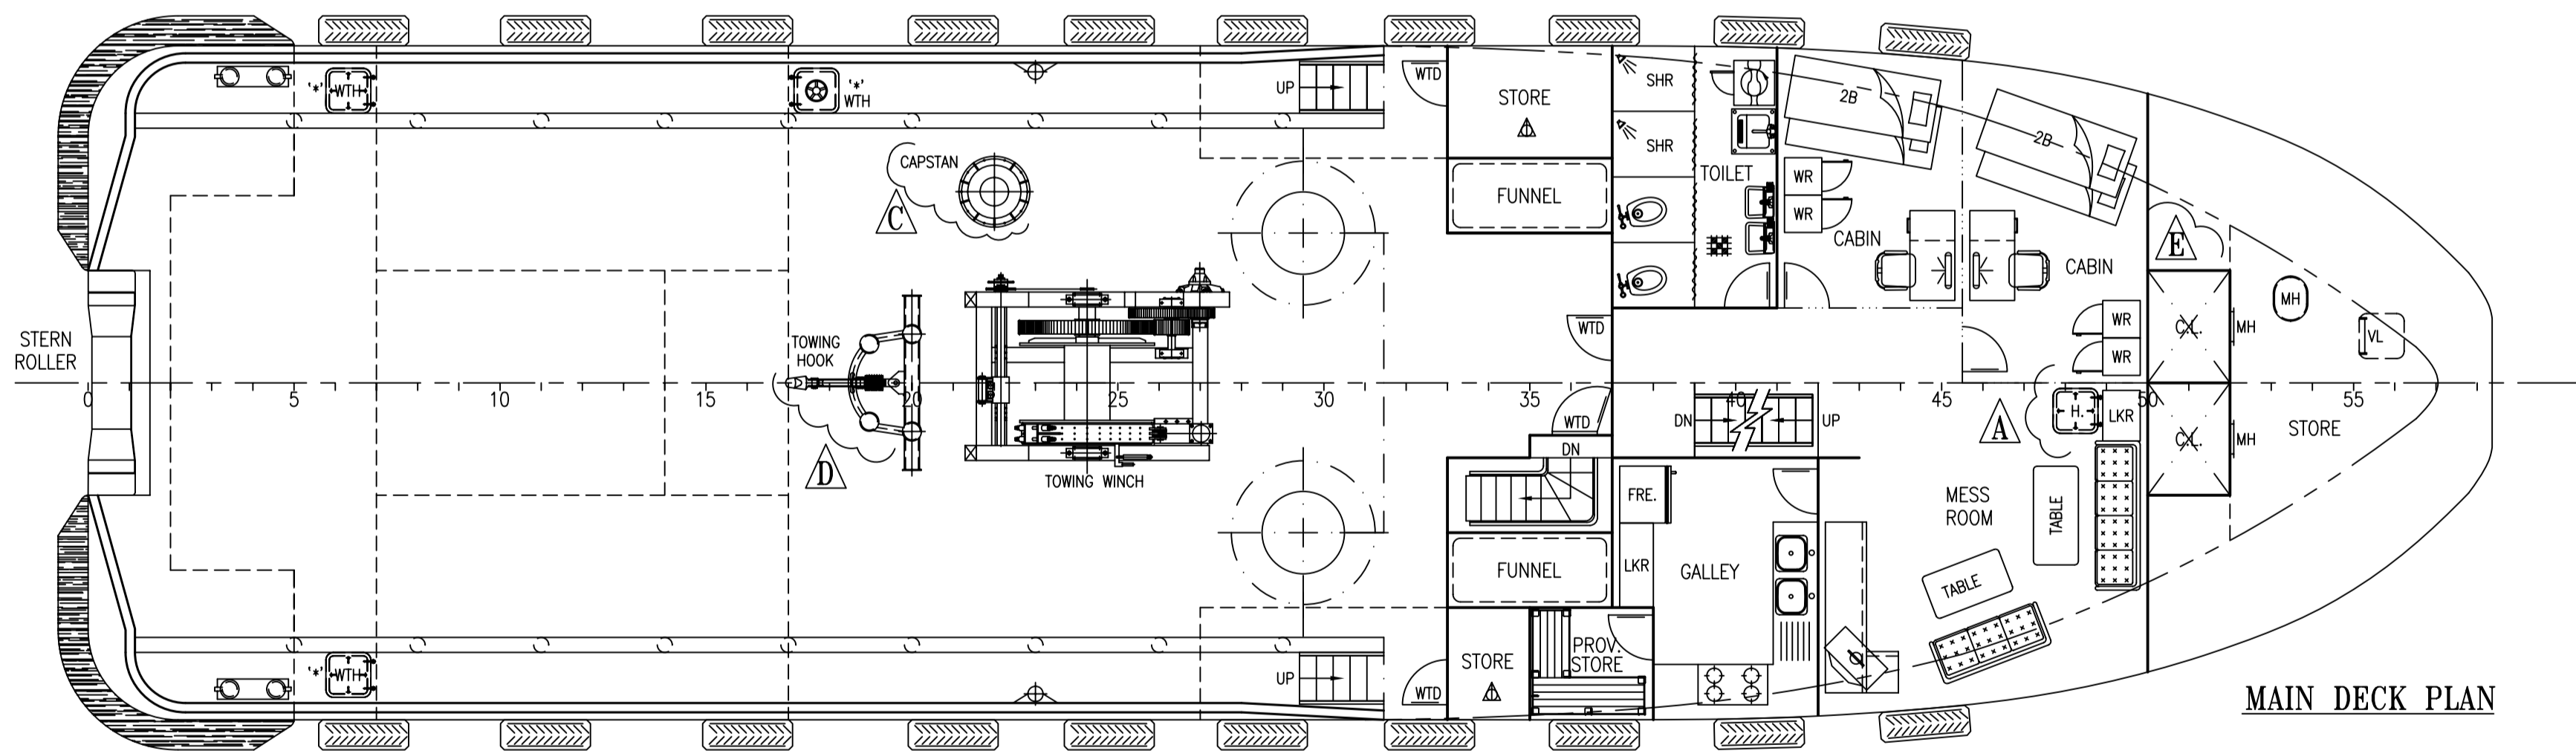 '*' WTH
'*'
WTH
UP
WTD
STORE
SHR
SHR
2B
2B
CAPSTAN
C
FUNNEL
TOILET
WR
WR
CABIN
CABIN
E
MH
VL
STERN
ROLLER
TOWING
HOOK
WTD
WR
WR
C.L.
MH
0
5
10
15
20
25
30
35
40
45
50
55
WTD
DN
UP
A
H.
LKR
C.L.
MH
STORE
D
TOWING WINCH
DN
FRE.
MESS
ROOM
TABLE
FUNNEL
LKR
GALLEY
TABLE
'*' WTH
UP
WTD
STORE
PROV.
STORE
MAIN DECK PLAN